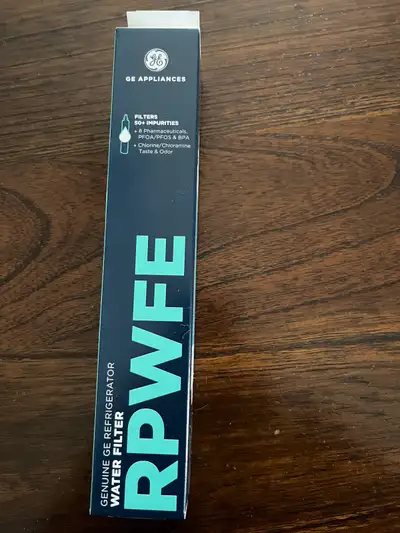 GE
GE APPLIANCES
FILTERS
50+ IMPURITIES
• 8 Pharmaceuticals,
PFOA/PFOS & BPA
• Chlorine/Chloramine
Taste & Odor
GENUINE GE REFRIGERATOR
WATER FILTER
RPWFE